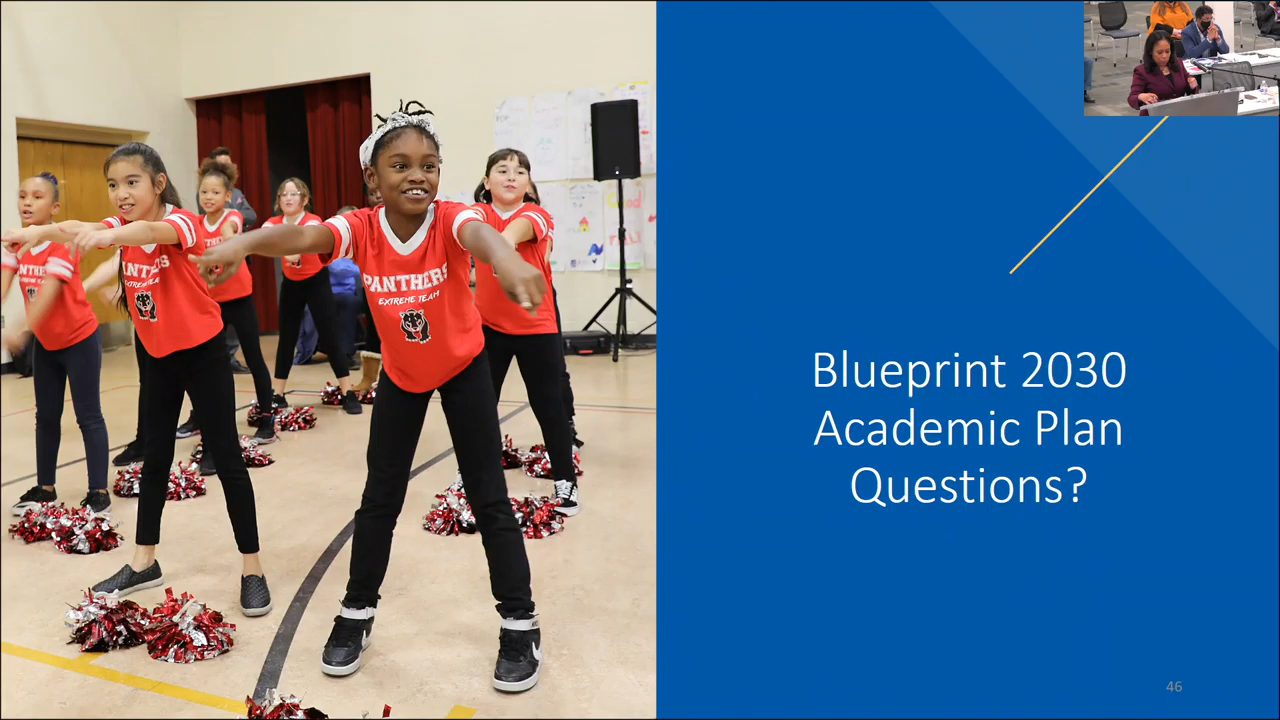 PANTHERS
EXTREME TEAM
Blueprint 2030
Academic Plan
Questions?
46